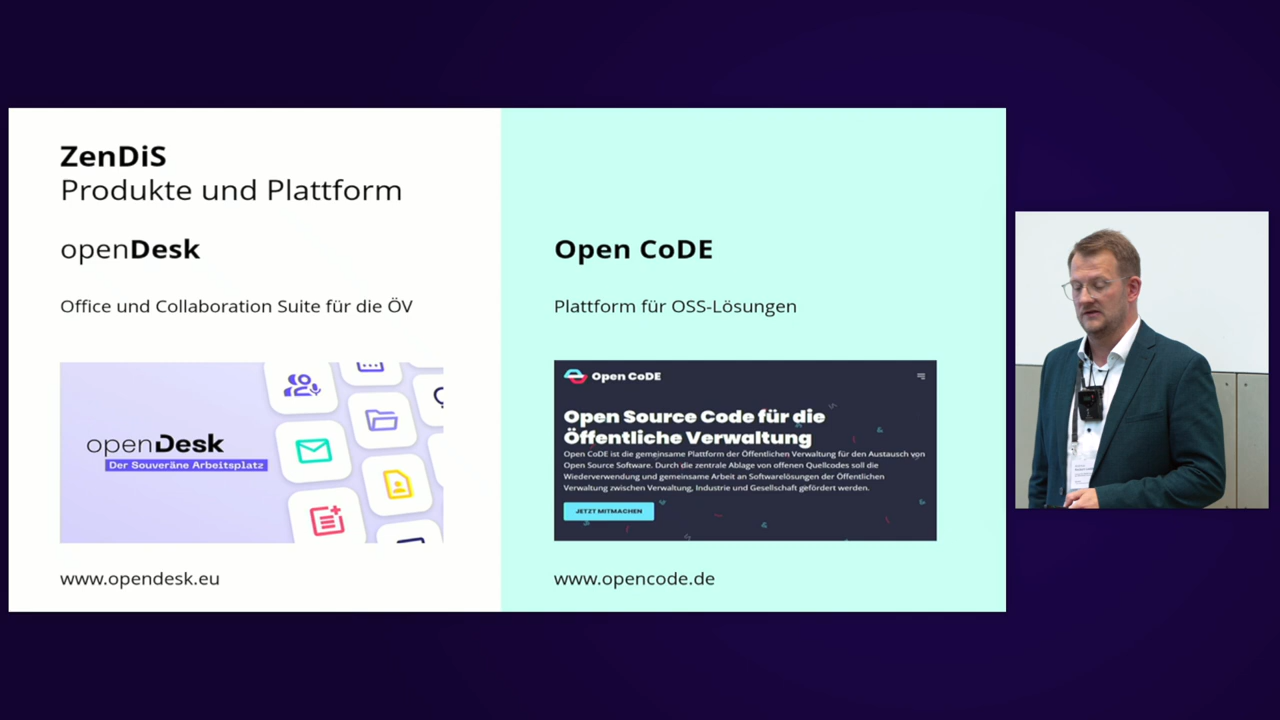 ZenDiS
Produkte und Plattform
openDesk
Office und Collaboration Suite für die ÖV
openDesk
Der Souveräne Arbeitsplatz
www.opendesk.eu
Open CoDE
Plattform für OSS-Lösungen
Open CoDE
Open Source Code für die
Öffentliche Verwaltung
Open CoDE ist die gemeinsame Plattform der Öffentlichen Verwaltung für den Austausch von
Open Source Software. Durch die zentrale Ablage von offenen Quellcodes soll die
Wiederverwendung und gemeinsame Arbeit an Softwarelösungen der Öffentlichen
Verwaltung zwischen Verwaltung, Industrie und Gesellschaft gefördert werden.
JETZT MITMACHEN
www.opencode.de